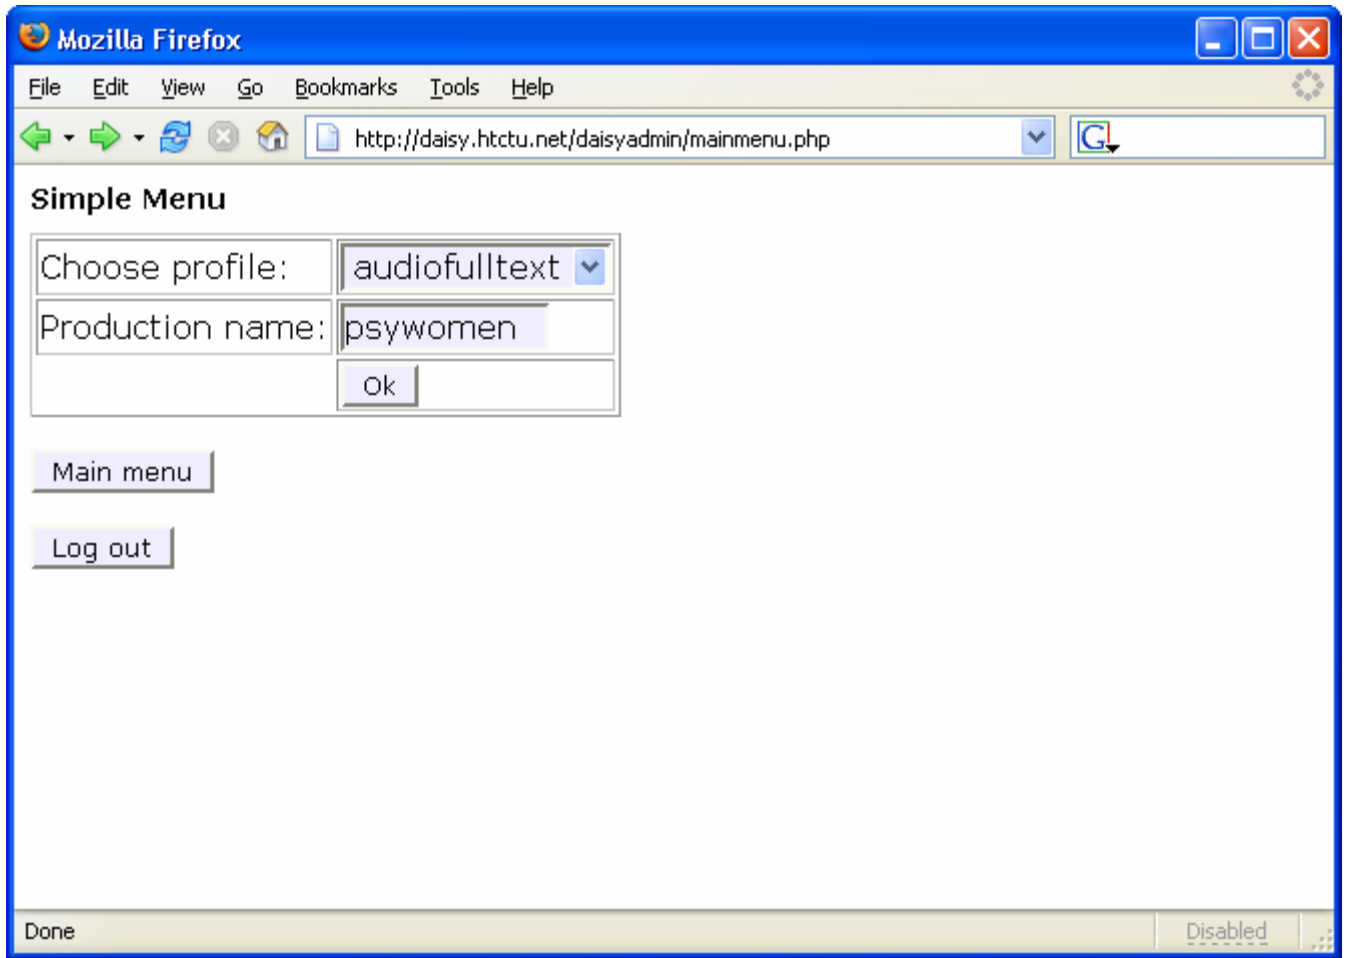 Mozilla Firefox
File Edit View Go Bookmarks Tools Help
http://daisy.htctu.net/daisyadmin/mainmenu.php G
Simple Menu
Choose profile: audiofulltext
Production name: psywomen
Ok
Main menu
Log out
Done Disabled